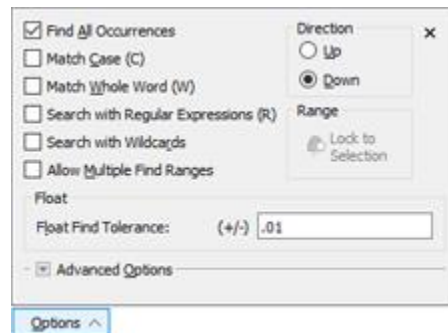 Find All Occurrences
Match Case (C)
Match Whole Word (W)
Search with Regular Expressions (R)
Search with Wildcards
Allow Multiple Find Ranges
Direction
Up
Down
Range
Lock to
Selection
Float
Float Find Tolerance: (+/-) .01
Advanced Options
Options